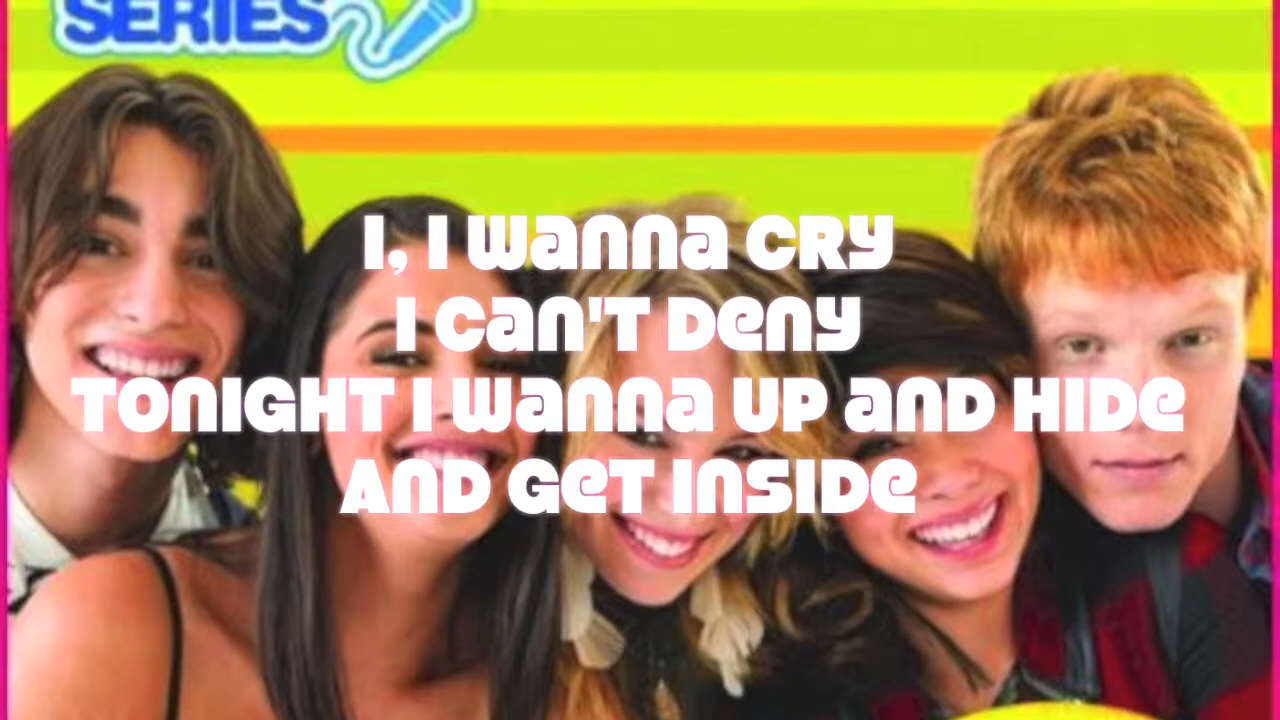 SERIES
I, I wanna CRY
I can't Deny
TONIGHT I wanna UP and HIDe
AND Get InSIDe